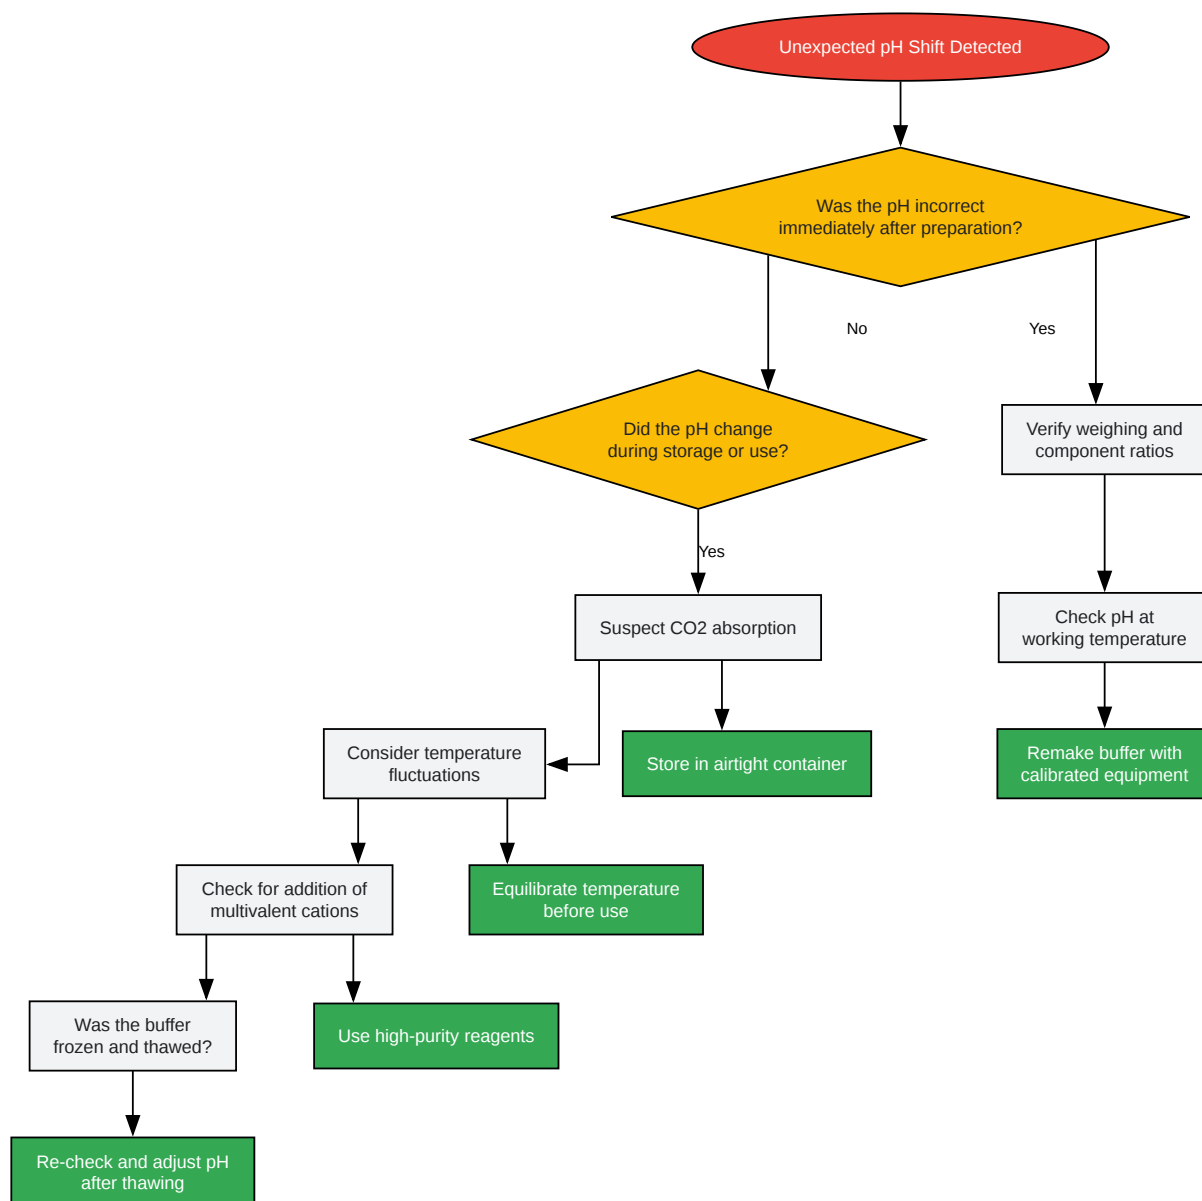 Unexpected pH Shift Detected
Was the pH incorrect
immediately after preparation?
No
Yes
Did the pH change
during storage or use?
Verify weighing and
component ratios
Yes
Suspect CO2 absorption
Check pH at
working temperature
Consider temperature
fluctuations
Store in airtight container
Remake buffer with
calibrated equipment
Check for addition of
multivalent cations
Equilibrate temperature
before use
Was the buffer
frozen and thawed?
Use high-purity reagents
Re-check and adjust pH
after thawing